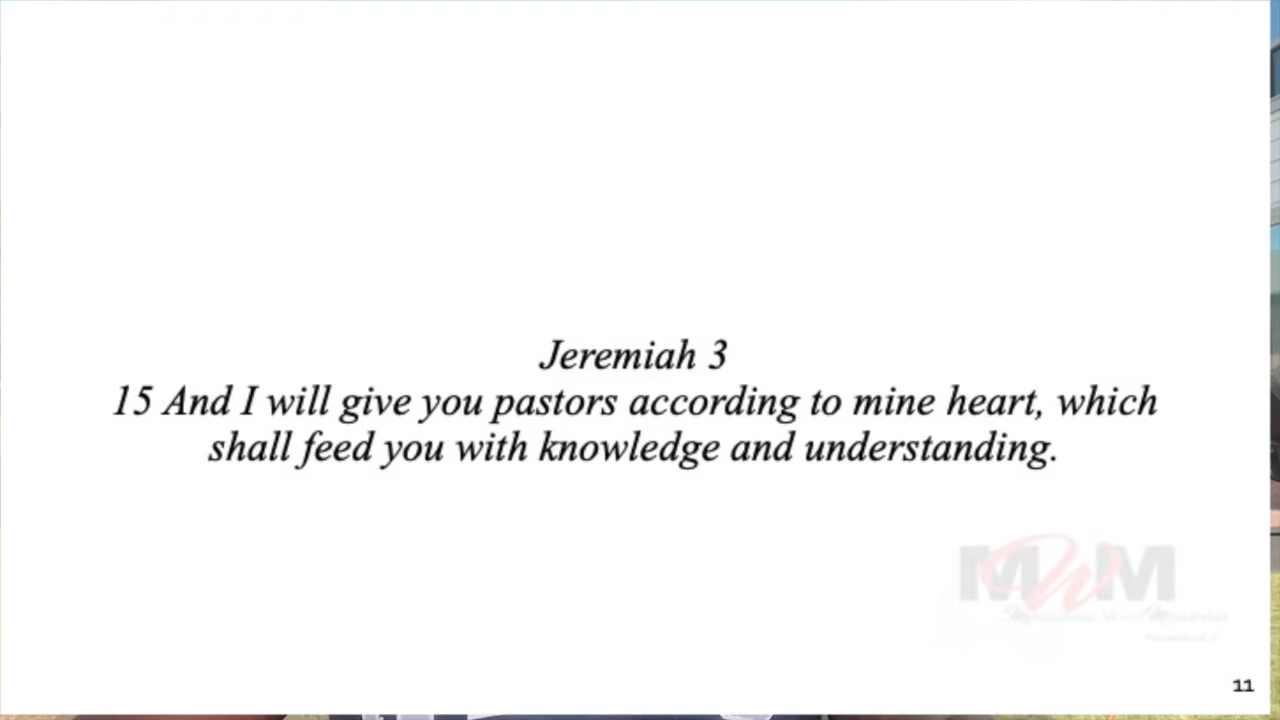 Jeremiah 3
15 And I will give you pastors according to mine heart, which
shall feed you with knowledge and understanding.
MWM
11